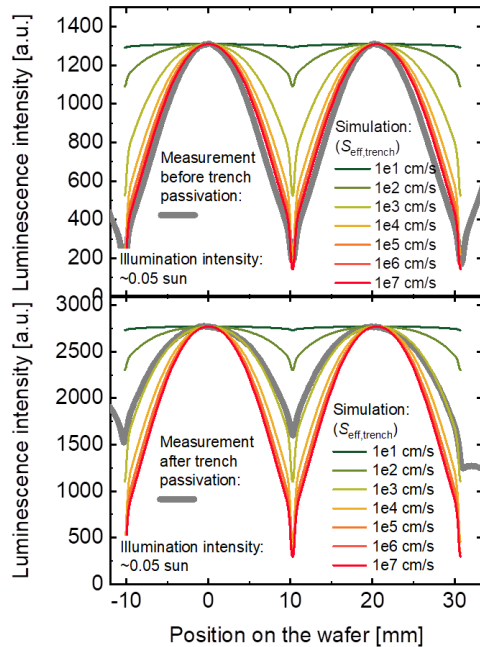 Luminescence intensity [a.u.]
1400
1200
1000
800
600
400
200
0
Simulation:
(S_eff,trench)
1e1 cm/s
1e2 cm/s
1e3 cm/s
1e4 cm/s
1e5 cm/s
1e6 cm/s
1e7 cm/s
Measurement
before trench
passivation:
Illumination intensity:
~0.05 sun
Luminescence intensity [a.u.]
3000
2500
2000
1500
1000
500
0
Simulation:
(S_eff,trench)
1e1 cm/s
1e2 cm/s
1e3 cm/s
1e4 cm/s
1e5 cm/s
1e6 cm/s
1e7 cm/s
Measurement
after trench
passivation:
Illumination intensity:
~0.05 sun
-10 0 10 20 30
Position on the wafer [mm]